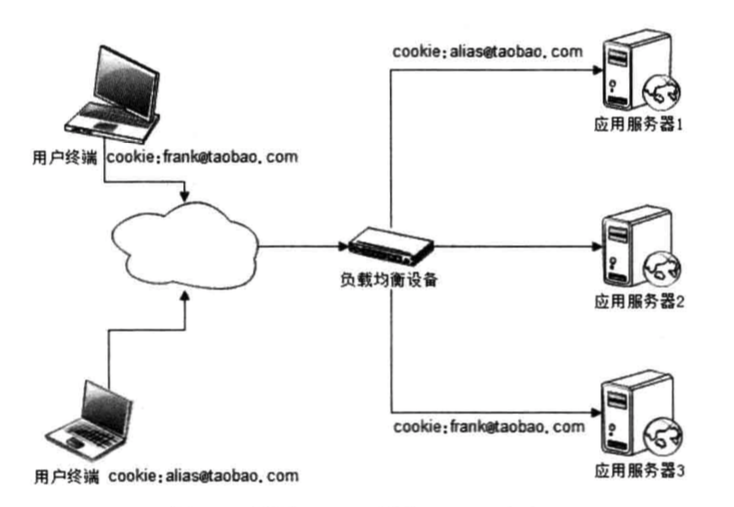 cookie:alias@taobao.com
应用服务器1
用户终端 cookie:frank@taobao.com
负载均衡设备
应用服务器2
cookie:frank@taobao.com
应用服务器3
用户终端 cookie:alias@taobao.com